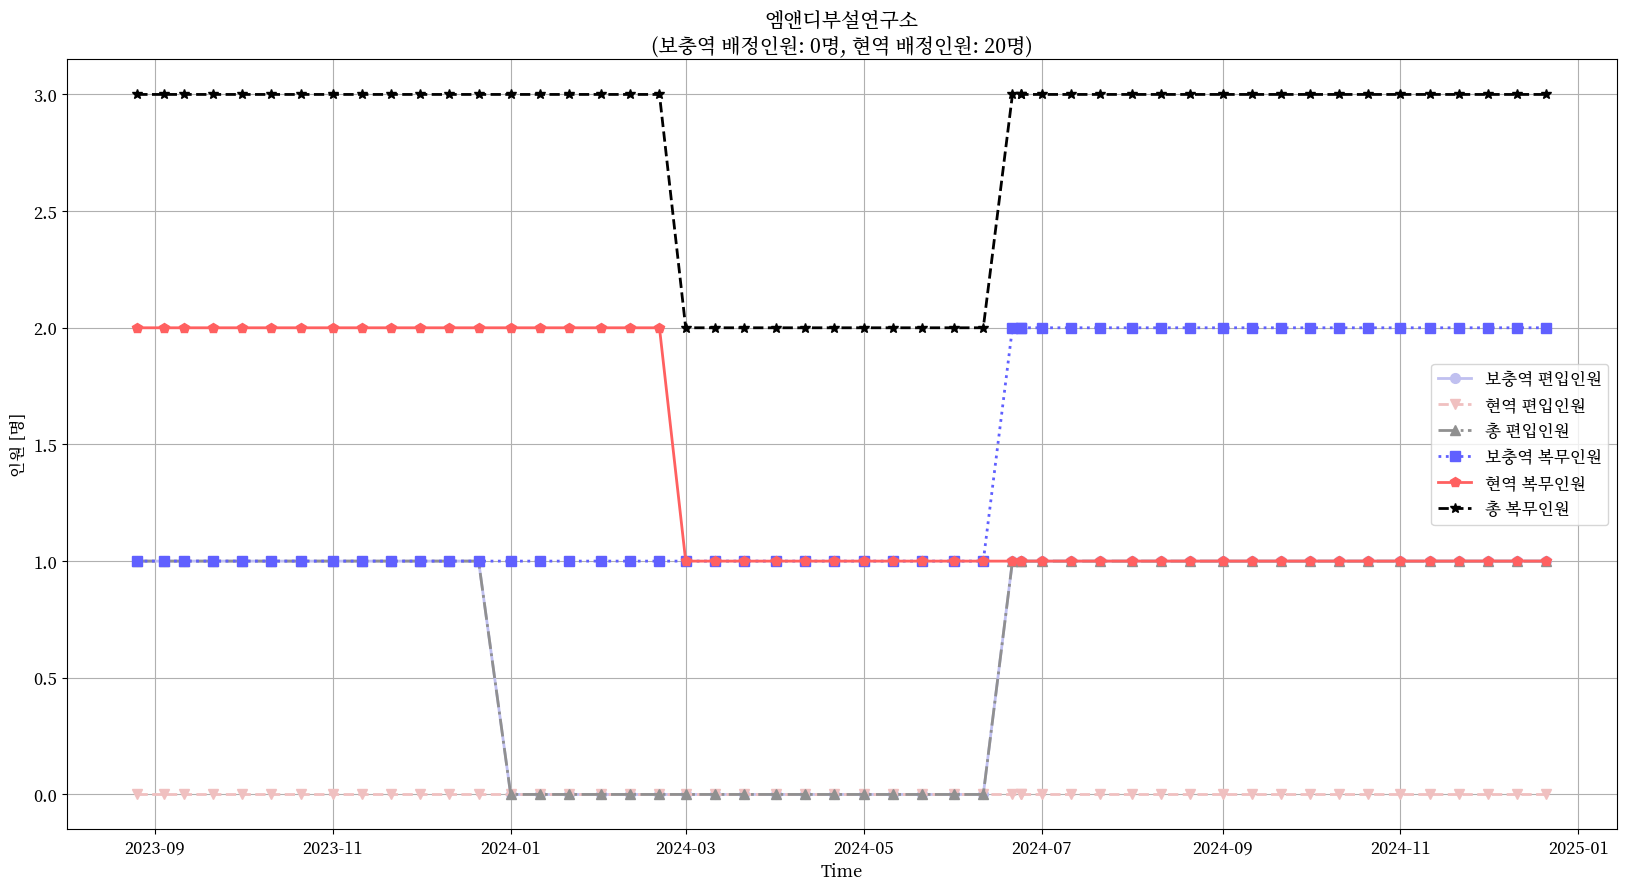 엠앤디부설연구소
(보충역 배정인원: 0명, 현역 배정인원: 20명)
3.0
2.5
2.0
1.5
1.0
0.5
0.0
인원 [명]
보충역 편입인원
현역 편입인원
총 편입인원
보충역 복무인원
현역 복무인원
총 복무인원
2023-09
2023-11
2024-01
2024-03
2024-05
2024-07
2024-09
2024-11
2025-01
Time